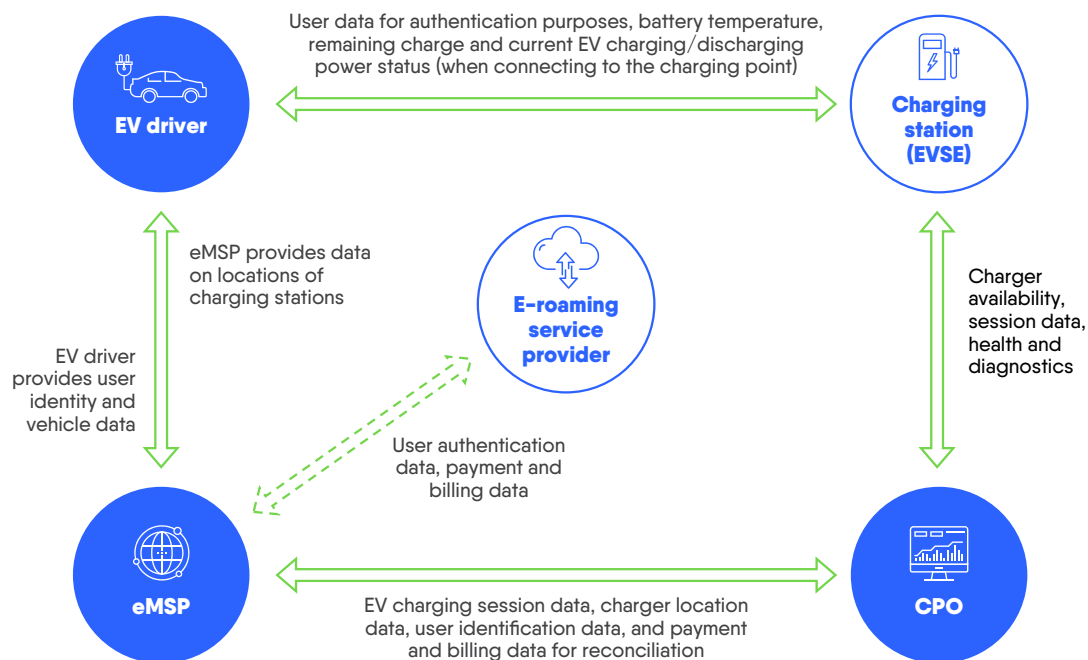 User data for authentication purposes, battery temperature,
remaining charge and current EV charging/discharging
power status (when connecting to the charging point)
EV driver
Charging
station
(EVSE)
eMSP provides data
on locations of
charging stations
E-roaming
service
provider
Charger
availability,
session data,
health and
diagnostics
EV driver
provides user
identity and
vehicle data
User authentication
data, payment and
billing data
eMSP
CPO
EV charging session data, charger location
data, user identification data, and payment
and billing data for reconciliation